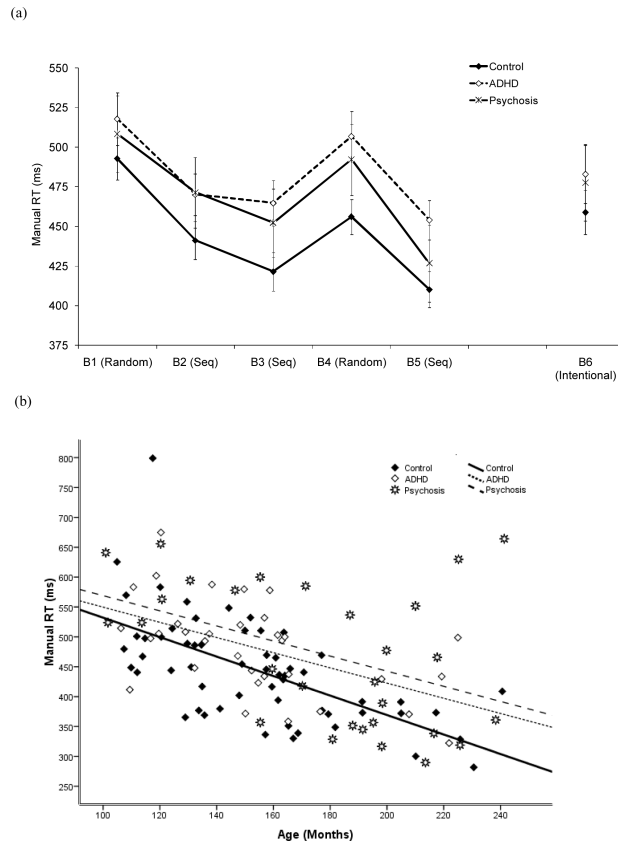 (a)
550
525
500
475
450
425
400
375
Manual RT (ms)
Control
ADHD
Psychosis
B1 (Random)
B2 (Seq)
B3 (Seq)
B4 (Random)
B5 (Seq)
B6
(Intentional)
(b)
800
750
700
650
600
550
500
450
400
350
300
250
Manual RT (ms)
Control
ADHD
Psychosis
Control
ADHD
Psychosis
100
120
140
160
180
200
220
240
Age (Months)